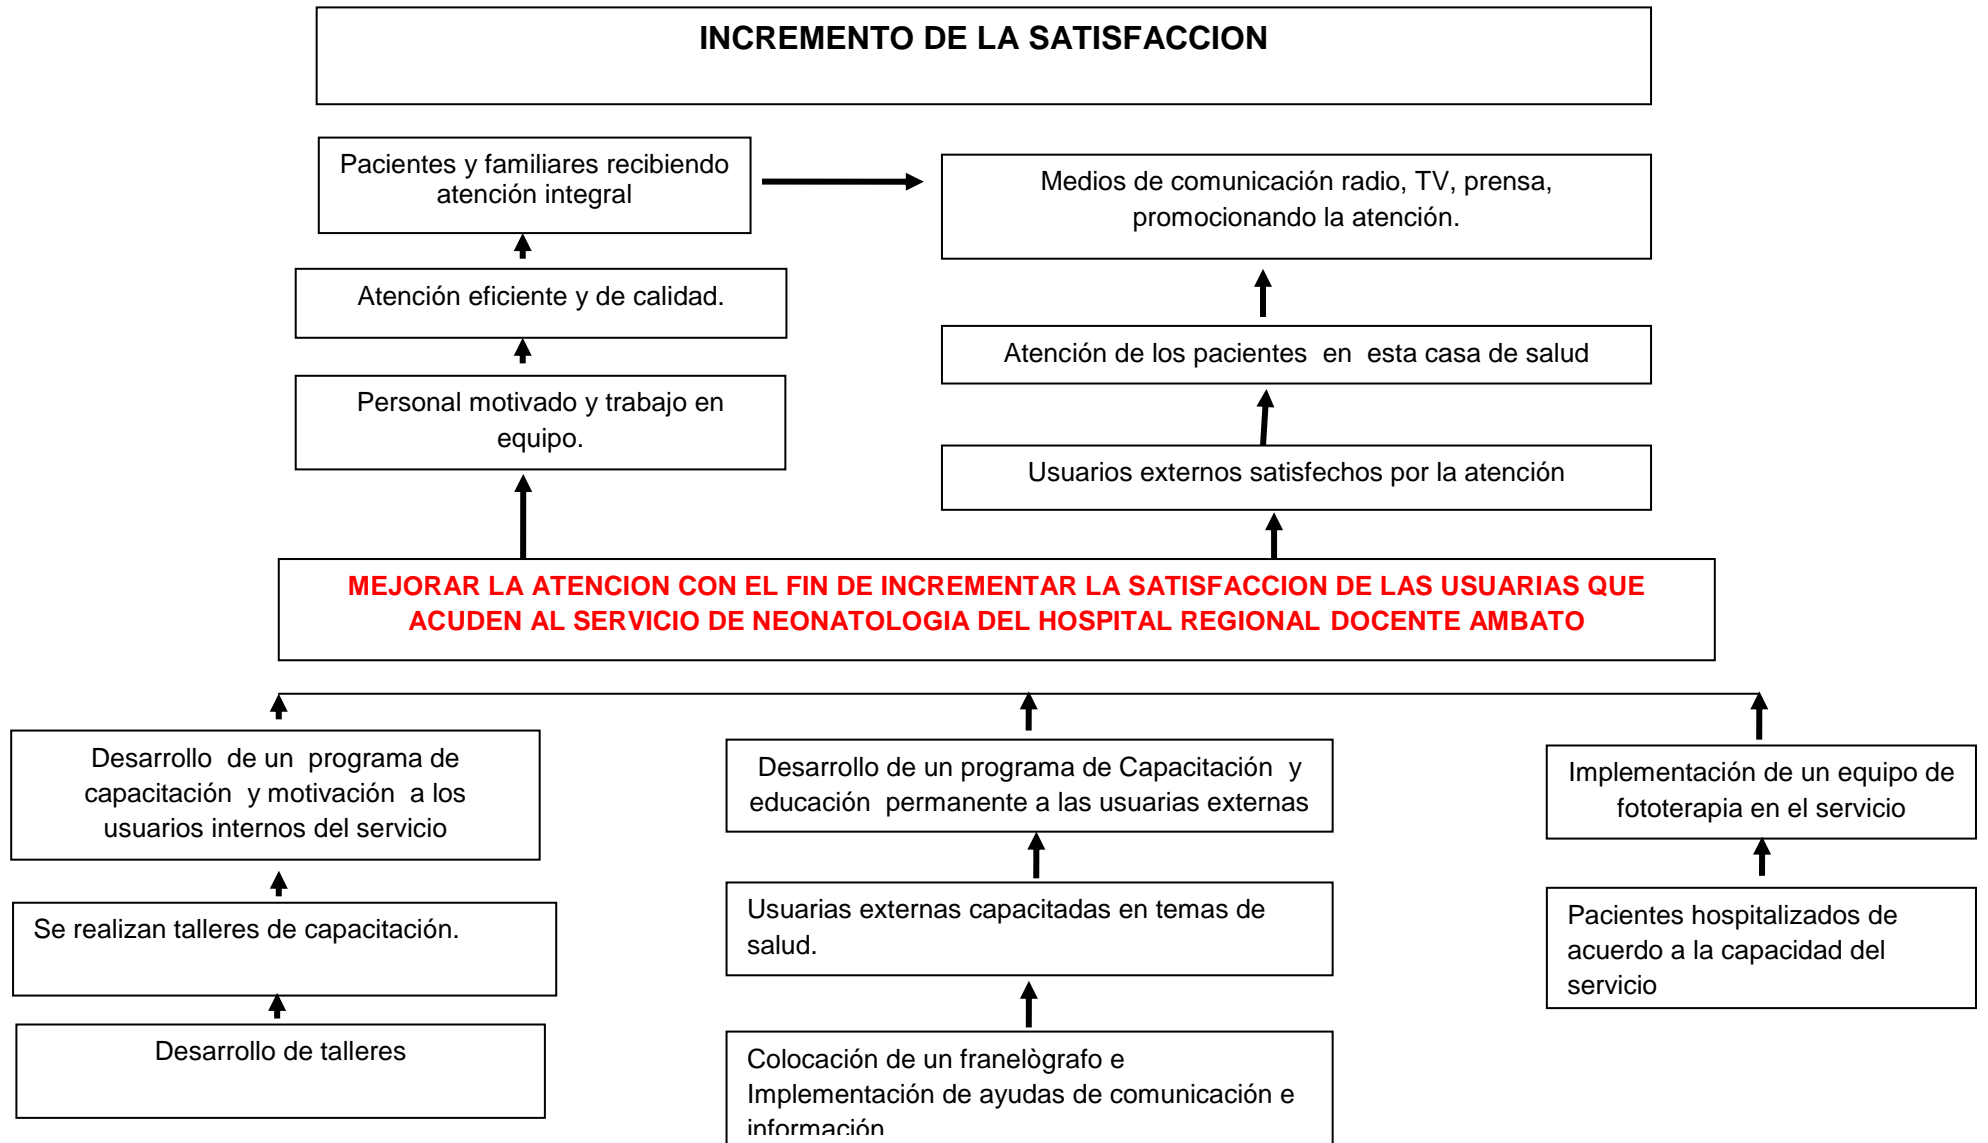 INCREMENTO DE LA SATISFACCION
Pacientes y familiares recibiendo
atención integral
Medios de comunicación radio, TV, prensa,
promocionando la atención.
Atención eficiente y de calidad.
Atención de los pacientes en esta casa de salud
Personal motivado y trabajo en
equipo.
Usuarios externos satisfechos por la atención
MEJORAR LA ATENCION CON EL FIN DE INCREMENTAR LA SATISFACCION DE LAS USUARIAS QUE
ACUDEN AL SERVICIO DE NEONATOLOGIA DEL HOSPITAL REGIONAL DOCENTE AMBATO
Desarrollo de un programa de
capacitación y motivación a los
usuarios internos del servicio
Desarrollo de un programa de Capacitación y
educación permanente a las usuarias externas
Implementación de un equipo de
fototerapia en el servicio
Se realizan talleres de capacitación.
Usuarias externas capacitadas en temas de
salud.
Pacientes hospitalizados de
acuerdo a la capacidad del
servicio
Desarrollo de talleres
Colocación de un franelògrafo e
Implementación de ayudas de comunicación e
información